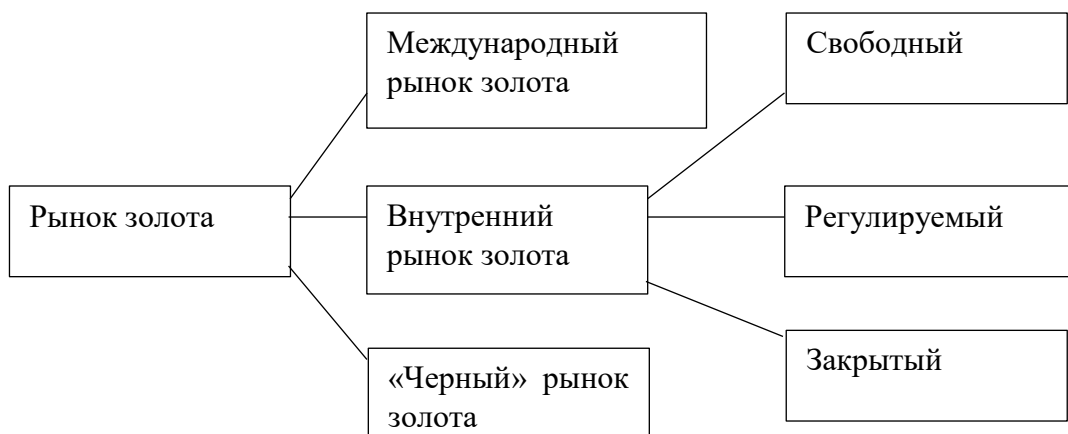 Международный
рынок золота
Свободный
Рынок золота
Внутренний
рынок золота
Регулируемый
«Черный» рынок
золота
Закрытый